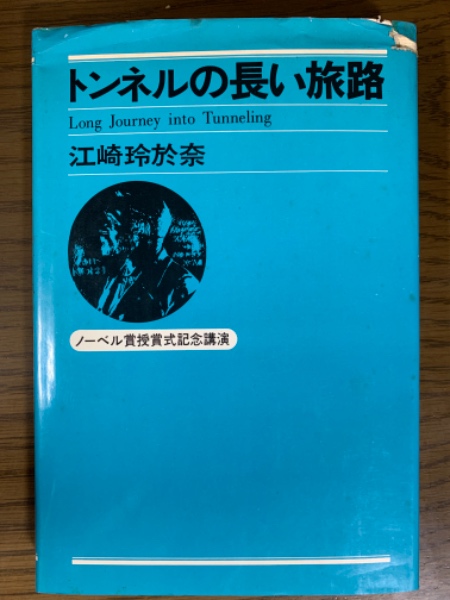 トンネルの長い旅路
Long Journey into Tunneling
江崎玲於奈
ノーベル賞授賞式記念講演